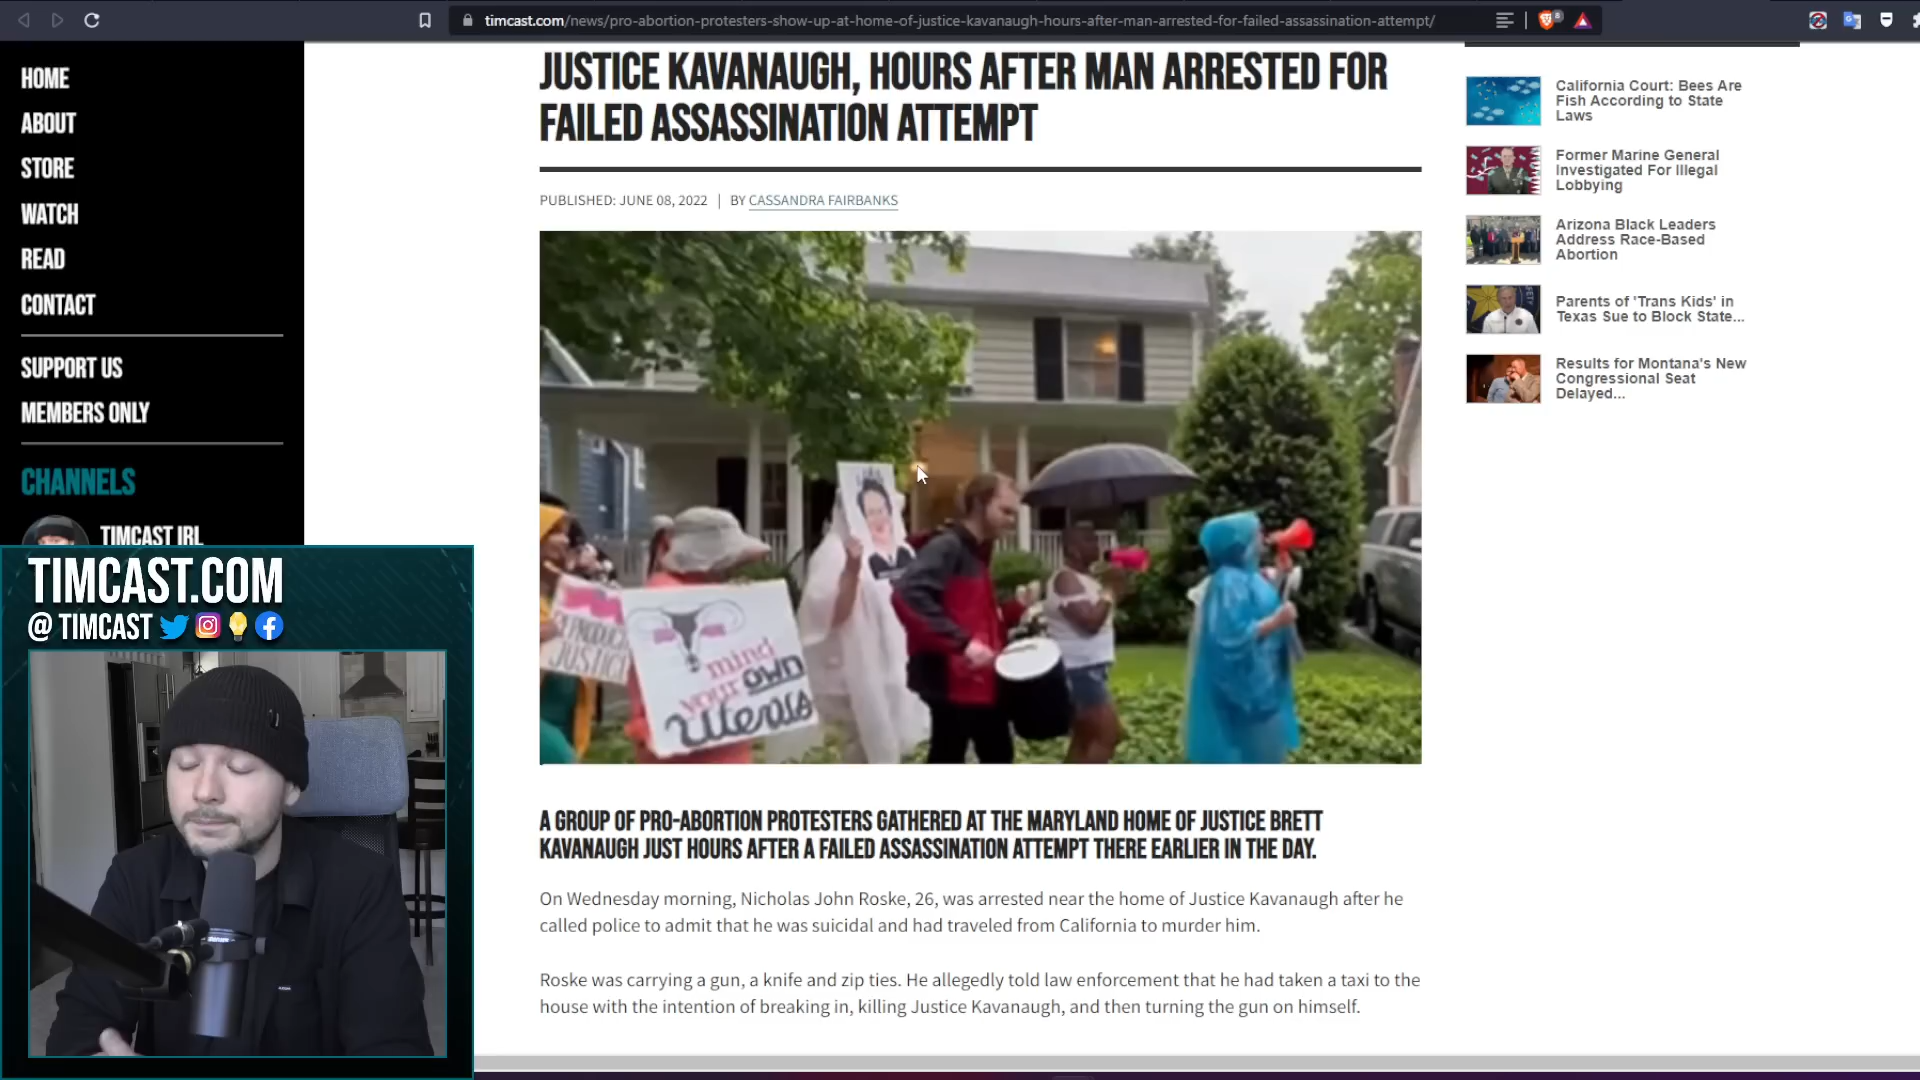 timcast.com/news/pro-abortion-protesters-show-up-at-home-of-justice-kavanaugh-hours-after-man-arrested-for-failed-assassination-attempt/
8
HOME
ABOUT
STORE
WATCH
READ
CONTACT
SUPPORT US
MEMBERS ONLY
CHANNELS
TIMCAST IRL
TIMCAST.COM
@ TIMCAST
JUSTICE KAVANAUGH, HOURS AFTER MAN ARRESTED FOR
FAILED ASSASSINATION ATTEMPT
PUBLISHED: JUNE 08, 2022 | BY CASSANDRA FAIRBANKS
JUSTICE
mind
your OWN
uterus
A GROUP OF PRO-ABORTION PROTESTERS GATHERED AT THE MARYLAND HOME OF JUSTICE BRETT
KAVANAUGH JUST HOURS AFTER A FAILED ASSASSINATION ATTEMPT THERE EARLIER IN THE DAY.
On Wednesday morning, Nicholas John Roske, 26, was arrested near the home of Justice Kavanaugh after he
called police to admit that he was suicidal and had traveled from California to murder him.
Roske was carrying a gun, a knife and zip ties. He allegedly told law enforcement that he had taken a taxi to the
house with the intention of breaking in, killing Justice Kavanaugh, and then turning the gun on himself.
California Court: Bees Are
Fish According to State
Laws
Former Marine General
Investigated For Illegal
Lobbying
Arizona Black Leaders
Address Race-Based
Abortion
Parents of 'Trans Kids' in
Texas Sue to Block State...
Results for Montana's New
Congressional Seat
Delayed...